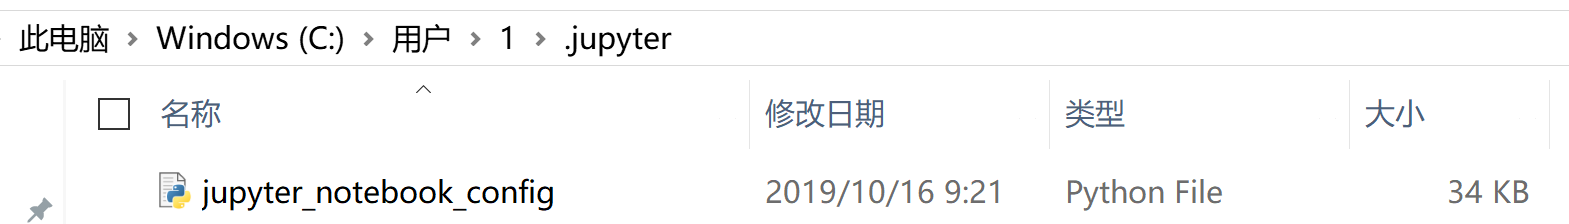 此电脑 > Windows (C:) > 用户 > 1 > .jupyter
名称 修改日期 类型 大小
jupyter_notebook_config 2019/10/16 9:21 Python File 34 KB